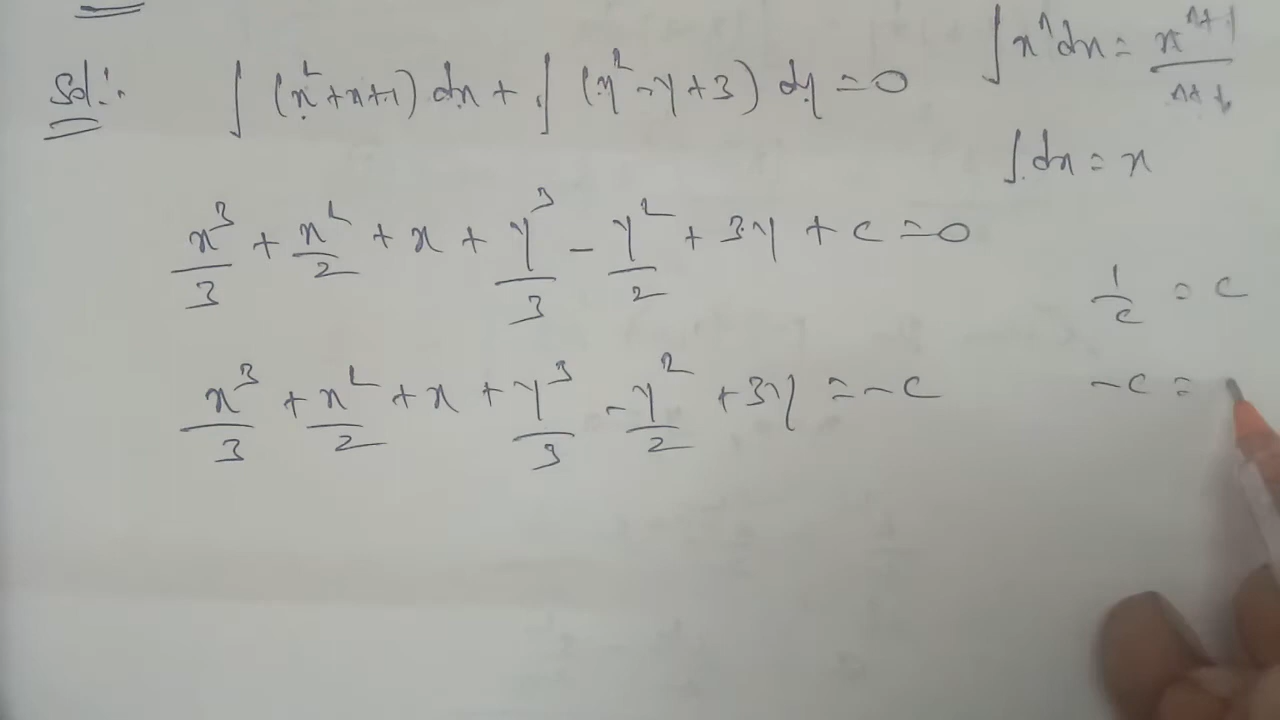 Sol:.
∫ (x² + x + 1) dx + ∫ (y² - y + 3) dy = 0
∫ xⁿ dx = xⁿ⁺¹/n+1
∫ dx = x
x³/3 + x²/2 + x + y³/3 - y²/2 + 3y + c = 0
1/c = c
x³/3 + x²/2 + x + y³/3 - y²/2 + 3y = -c
-c =